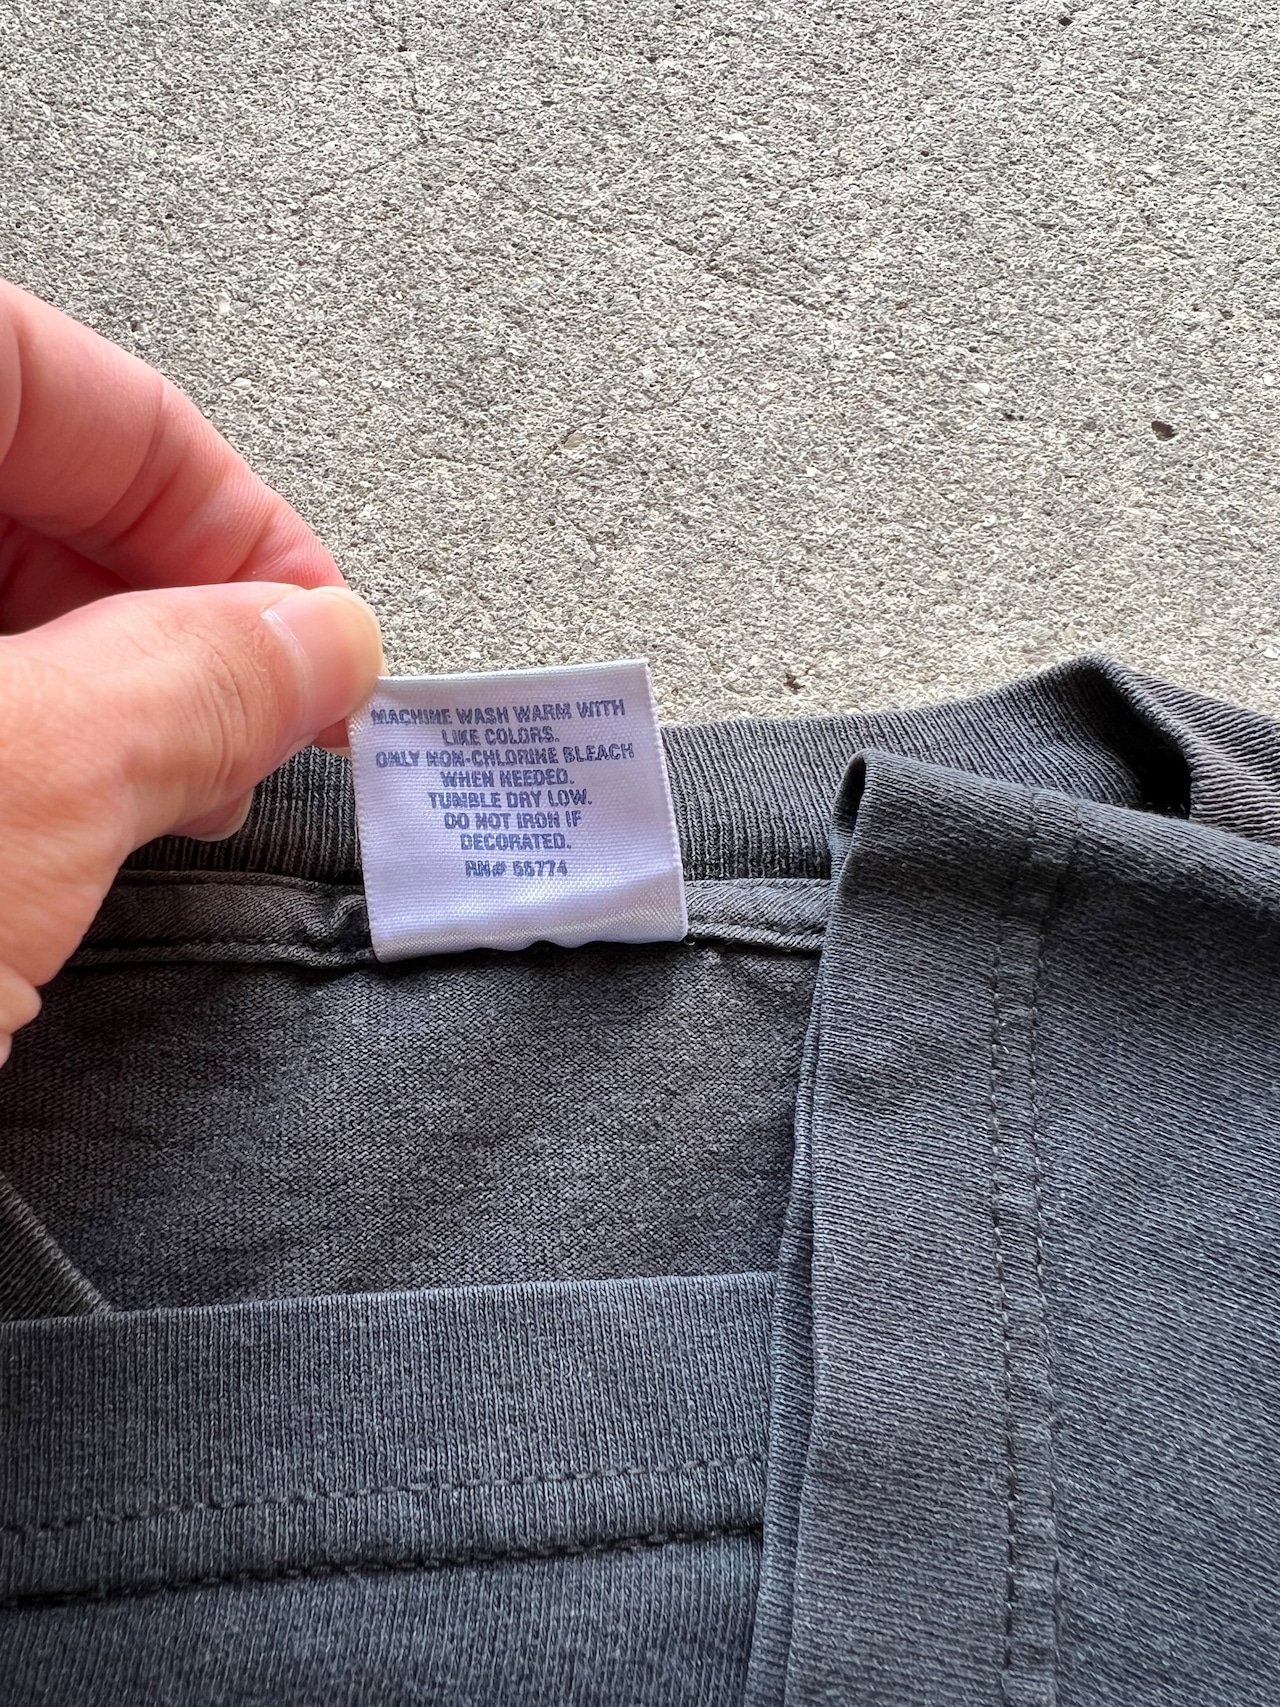 MACHINE WASH WARM WITH
LIKE COLORS.
ONLY NON-CHLORINE BLEACH
WHEN NEEDED.
TUMBLE DRY LOW.
DO NOT IRON IF
DECORATED.
RN# 55774